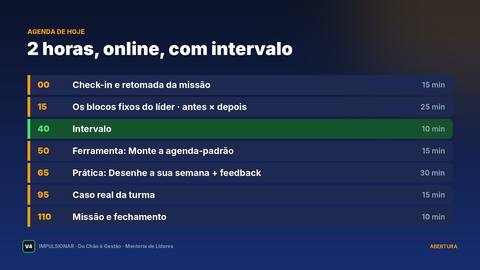 AGENDA DE HOJE
2 horas, online, com intervalo
00 Check-in e retomada da missão 15 min
15 Os blocos fixos do líder · antes × depois 25 min
40 Intervalo 10 min
50 Ferramenta: Monte a agenda-padrão 15 min
65 Prática: Desenhe a sua semana + feedback 30 min
95 Caso real da turma 15 min
110 Missão e fechamento 10 min
V4 IMPULSIONAR · Do Chão à Gestão · Mentoria de Líderes ABERTURA